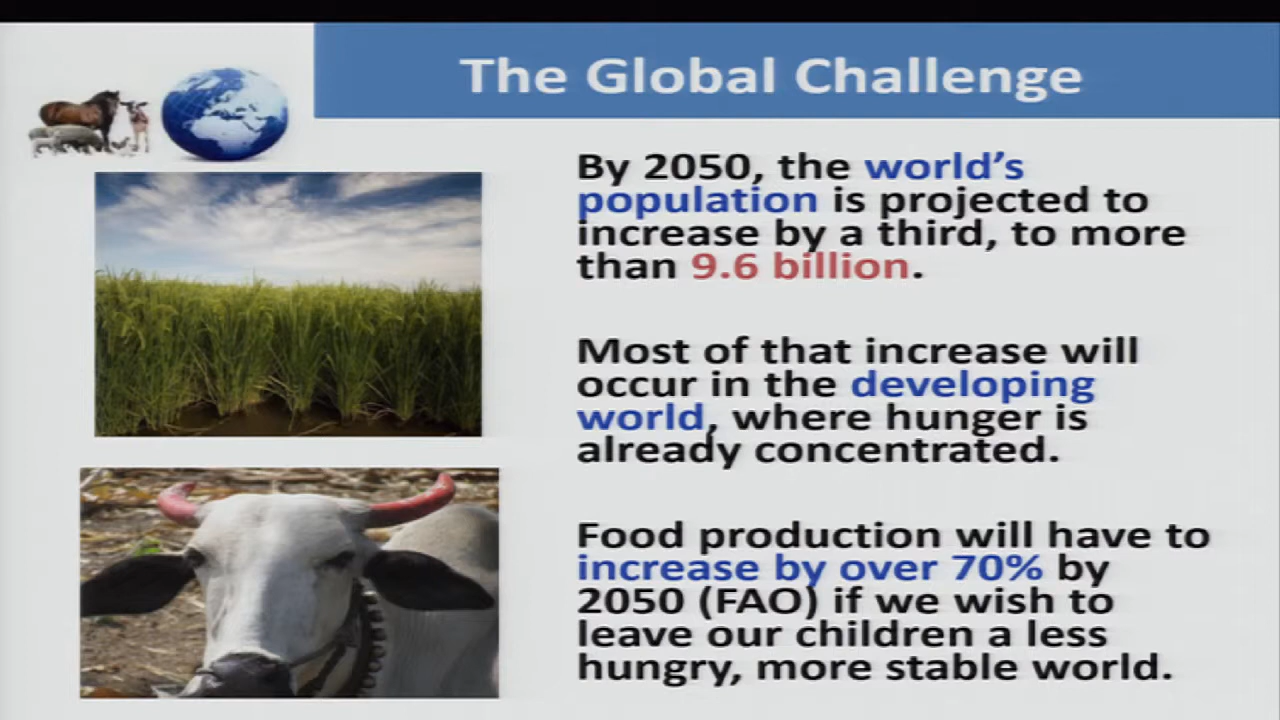 The Global Challenge
By 2050, the world's
population is projected to
increase by a third, to more
than 9.6 billion.
Most of that increase will
occur in the developing
world, where hunger is
already concentrated.
Food production will have to
increase by over 70% by
2050 (FAO) if we wish to
leave our children a less
hungry, more stable world.